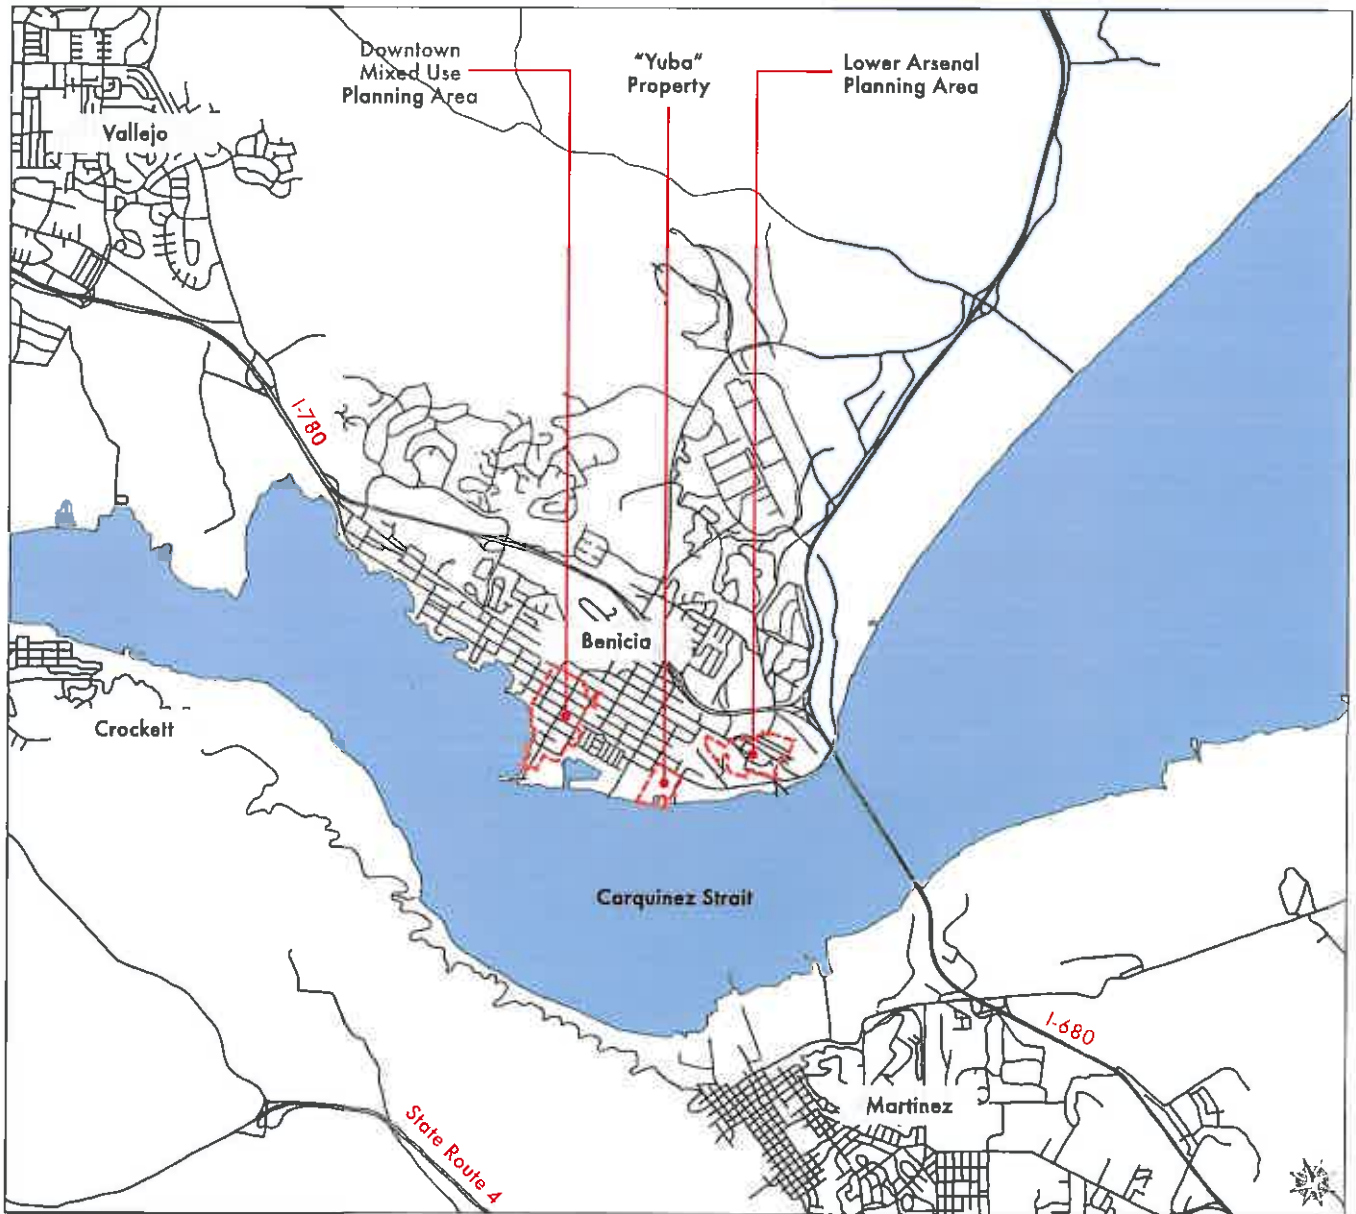 Downtown
Mixed Use
Planning Area
"Yuba"
Property
Lower Arsenal
Planning Area
Vallejo
I-780
Benicia
Crockett
Carquinez Strait
I-680
Martinez
State Route 4